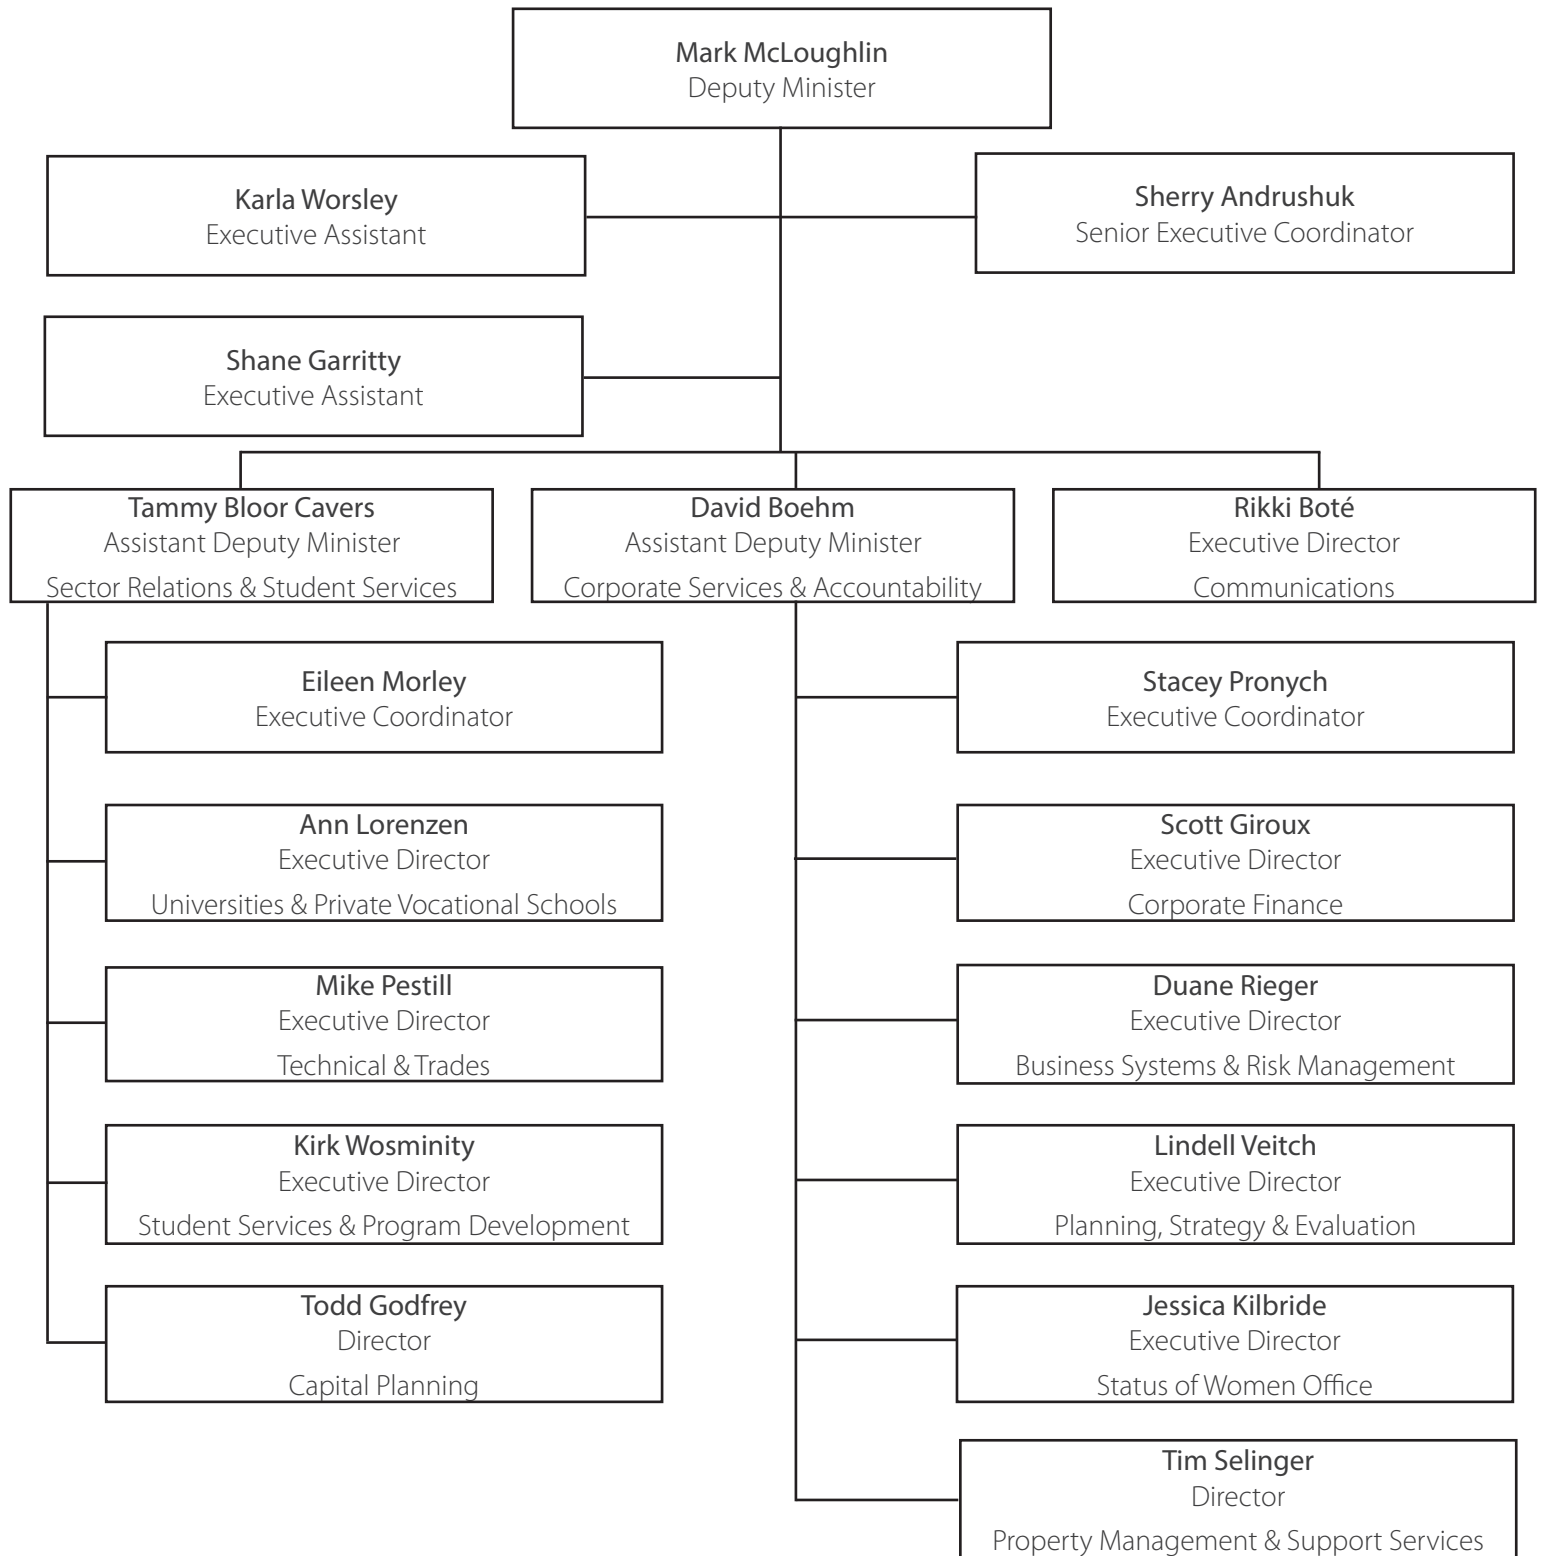 Mark McLoughlin
Deputy Minister
Karla Worsley
Executive Assistant
Sherry Andrushuk
Senior Executive Coordinator
Shane Garritty
Executive Assistant
Tammy Bloor Cavers
Assistant Deputy Minister
Sector Relations & Student Services
David Boehm
Assistant Deputy Minister
Corporate Services & Accountability
Rikki Boté
Executive Director
Communications
Eileen Morley
Executive Coordinator
Stacey Pronych
Executive Coordinator
Ann Lorenzen
Executive Director
Universities & Private Vocational Schools
Scott Giroux
Executive Director
Corporate Finance
Mike Pestill
Executive Director
Technical & Trades
Duane Rieger
Executive Director
Business Systems & Risk Management
Kirk Wosminity
Executive Director
Student Services & Program Development
Lindell Veitch
Executive Director
Planning, Strategy & Evaluation
Todd Godfrey
Director
Capital Planning
Jessica Kilbride
Executive Director
Status of Women Office
Tim Selinger
Director
Property Management & Support Services